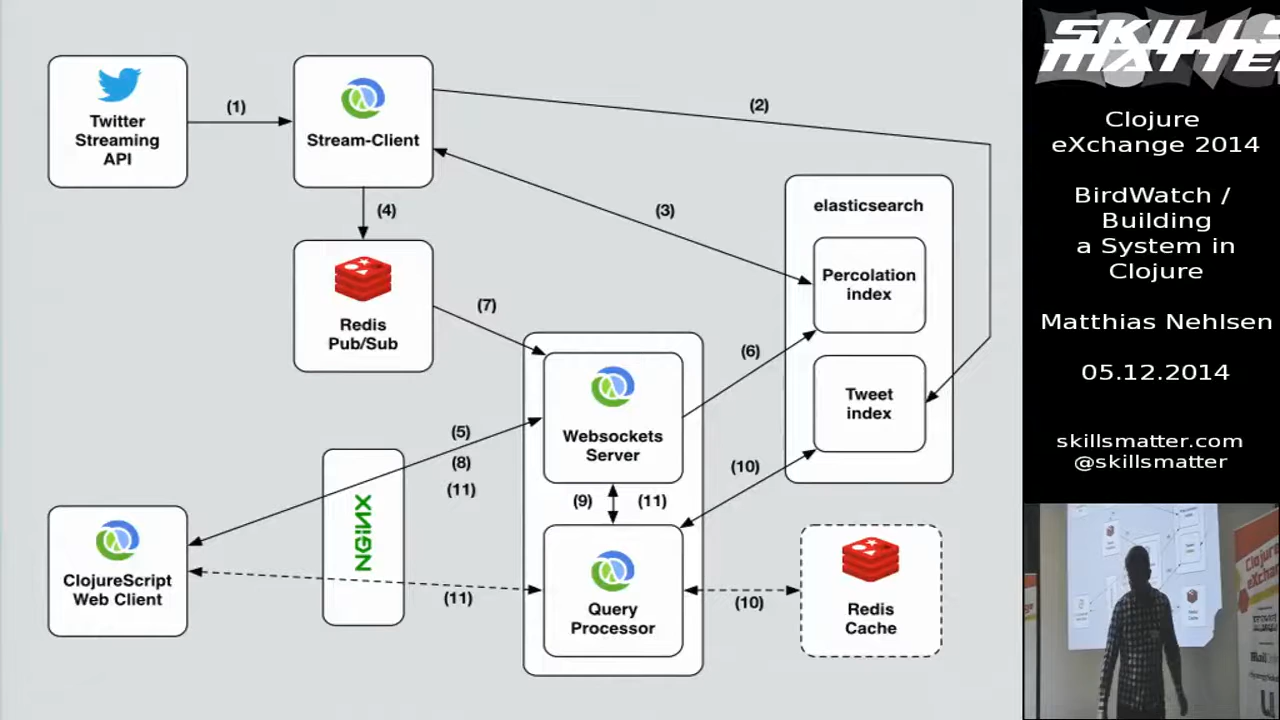 Twitter
Streaming
API
(1)
Stream-Client
(2)
(3)
(4)
elasticsearch
Percolation
index
Tweet
index
Redis
Pub/Sub
(7)
(6)
Websockets
Server
(5)
(8)
(11)
(10)
(9)
(11)
NGINX
ClojureScript
Web Client
(11)
Query
Processor
(10)
Redis
Cache
SKILLS
MATTER
Clojure
eXchange 2014
BirdWatch /
Building
a System in
Clojure
Matthias Nehlsen
05.12.2014
skillsmatter.com
@skillsmatter